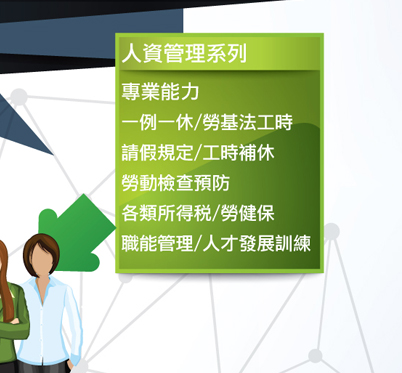 人資管理系列
專業能力
一例一休/勞基法工時
請假規定/工時補休
勞動檢查預防
各類所得稅/勞健保
職能管理/人才發展訓練